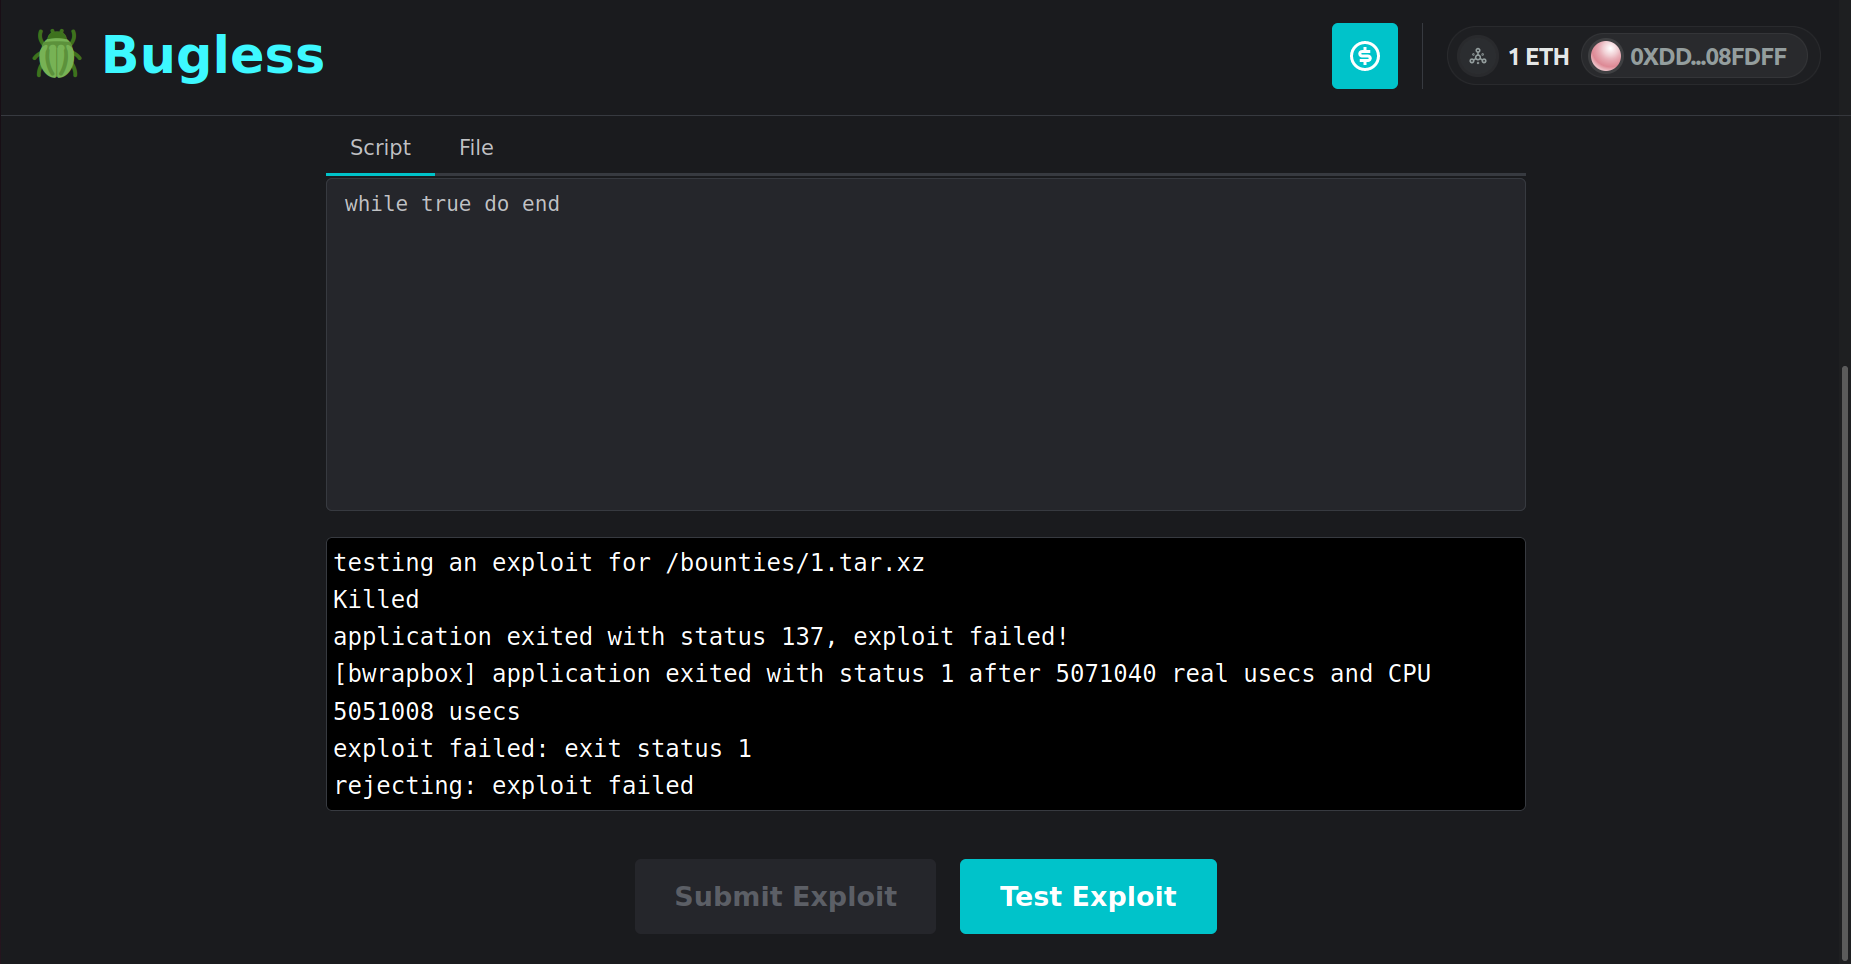 Bugless
1 ETH
0XDD...08FDFF
Script
File
while true do end
testing an exploit for /bounties/1.tar.xz
Killed
application exited with status 137, exploit failed!
[bwrapbox] application exited with status 1 after 5071040 real usecs and CPU
5051008 usecs
exploit failed: exit status 1
rejecting: exploit failed
Submit Exploit
Test Exploit